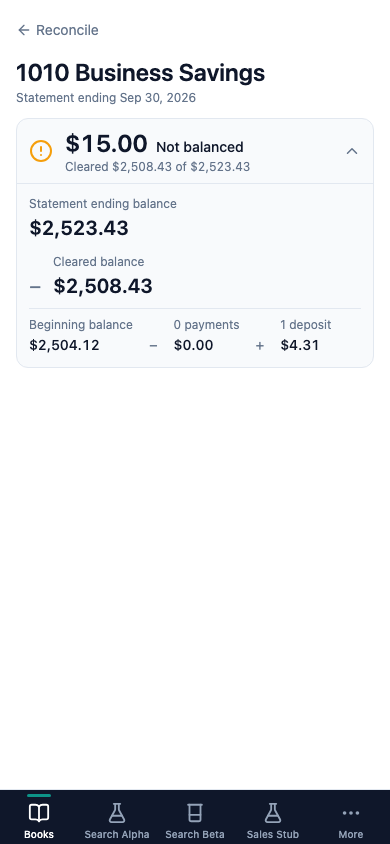 Reconcile
1010 Business Savings
Statement ending Sep 30, 2026
$15.00 Not balanced
Cleared $2,508.43 of $2,523.43
Statement ending balance
$2,523.43
Cleared balance
– $2,508.43
Beginning balance 0 payments 1 deposit
$2,504.12 – $0.00 + $4.31
Books Search Alpha Search Beta Sales Stub More